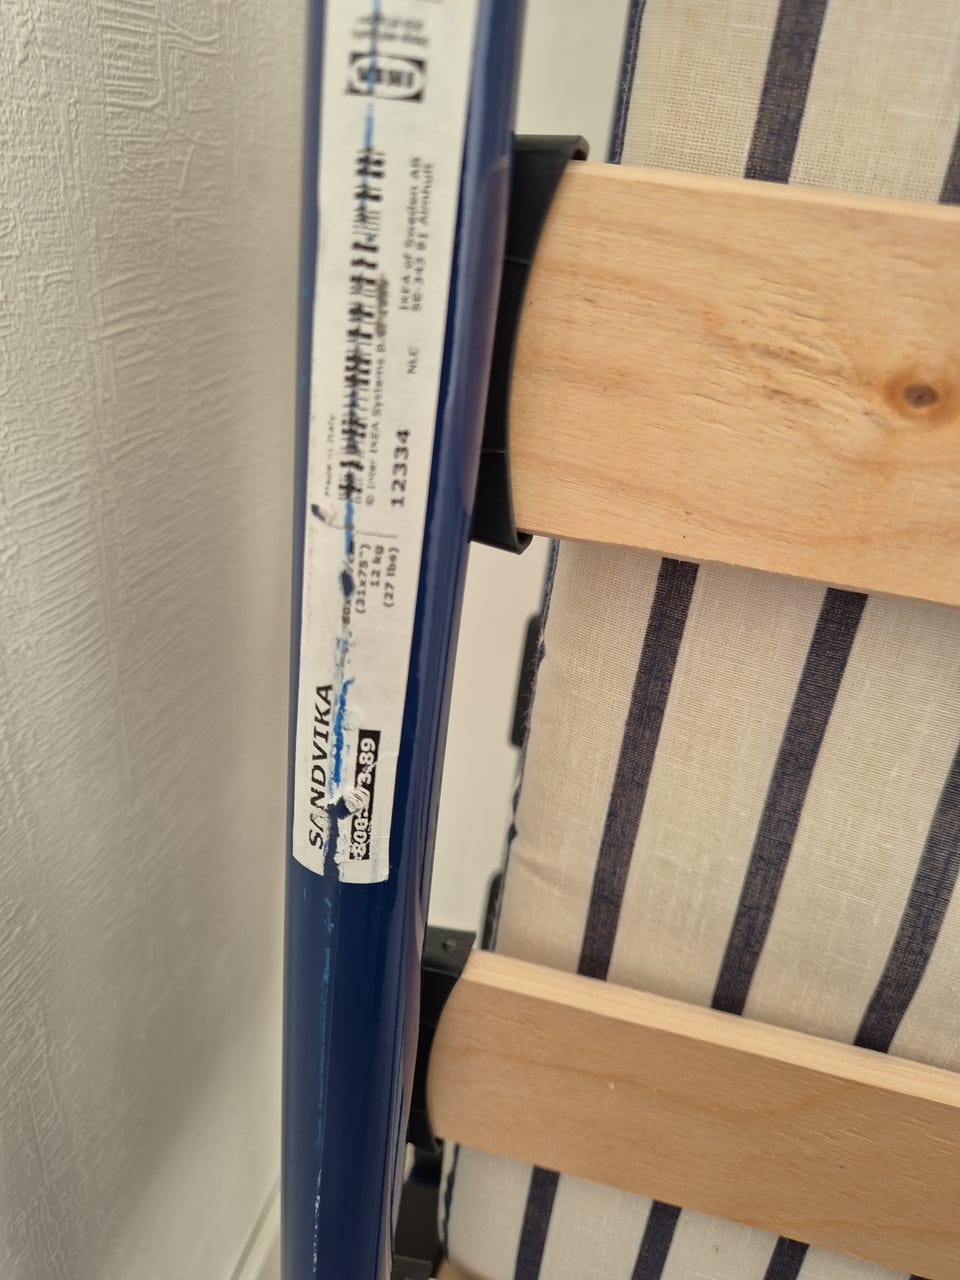 SANDVIKA
(31x75")
12 kg
(27 lbs)
Made in Italy
© Inter IKEA Systems B.V.
12334
NLC
IKEA of Sweden AB
SE-343 81 Älmhult
IKEA